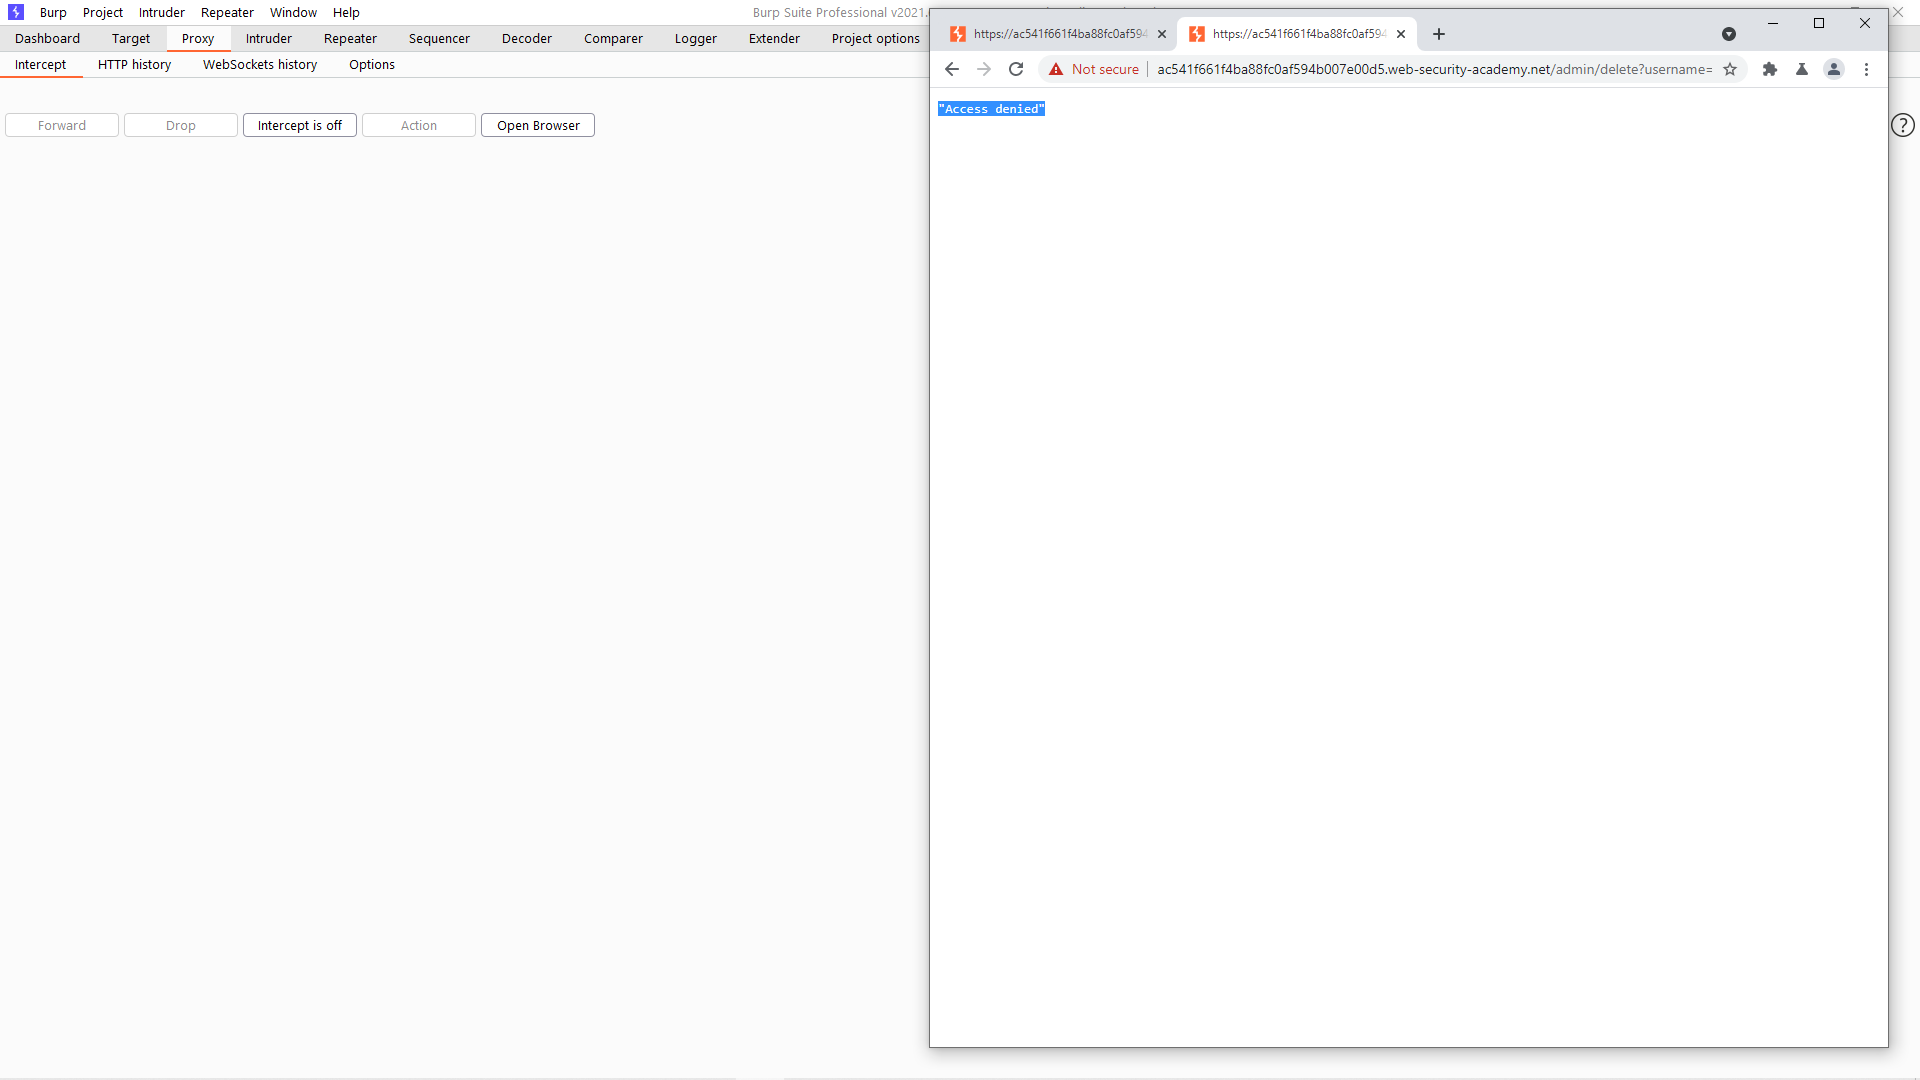 Burp Project Intruder Repeater Window Help
Burp Suite Professional v2021.
Dashboard Target Proxy Intruder Repeater Sequencer Decoder Comparer Logger Extender Project options
Intercept HTTP history WebSockets history Options
Forward Drop Intercept is off Action Open Browser
?
https://ac541f661f4ba88fc0af594 https://ac541f661f4ba88fc0af594
Not secure ac541f661f4ba88fc0af594b007e00d5.web-security-academy.net/admin/delete?username=
"Access denied"